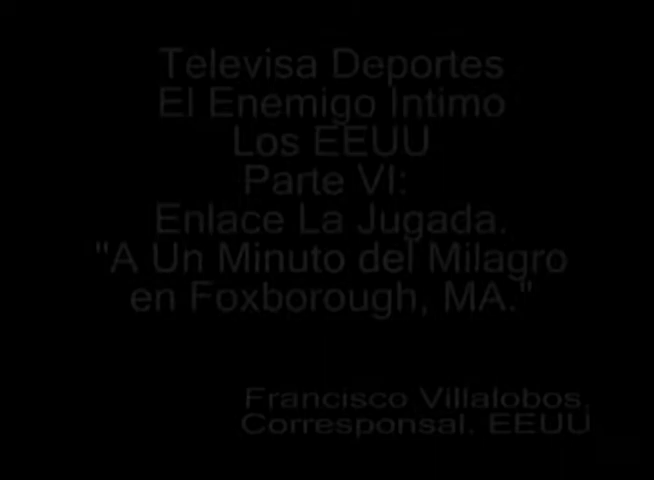 Televisa Deportes
El Enemigo Intimo
Los EEUU
Parte VI:
Enlace La Jugada.
"A Un Minuto del Milagro
en Foxborough, MA."
Francisco Villalobos.
Corresponsal. EEUU